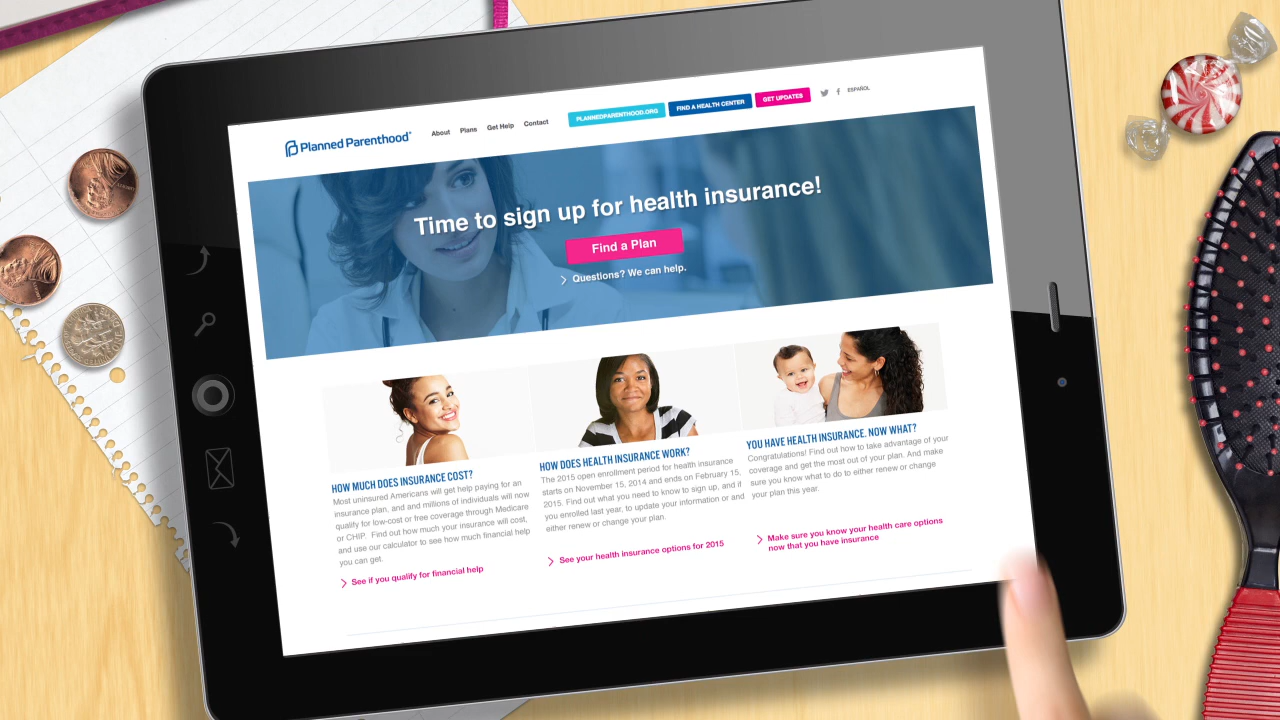 Planned Parenthood®
About Plans Get Help Contact
PLANNEDPARENTHOOD.ORG
FIND A HEALTH CENTER
GET UPDATES
ESPAÑOL
Time to sign up for health insurance!
Find a Plan
Questions? We can help.
HOW MUCH DOES INSURANCE COST?
Most uninsured Americans will get help paying for an
insurance plan, and and millions of individuals will now
qualify for low-cost or free coverage through Medicare
or CHIP. Find out how much your insurance will cost,
and use our calculator to see how much financial help
you can get.
See if you qualify for financial help
HOW DOES HEALTH INSURANCE WORK?
The 2015 open enrollment period for health insurance
starts on November 15, 2014 and ends on February 15,
2015. Find out what you need to know to sign up, and if
you enrolled last year, to update your information or and
either renew or change your plan.
See your health insurance options for 2015
YOU HAVE HEALTH INSURANCE. NOW WHAT?
Congratulations! Find out how to take advantage of your
coverage and get the most out of your plan. And make
sure you know what to do to either renew or change
your plan this year.
Make sure you know your health care options
now that you have insurance